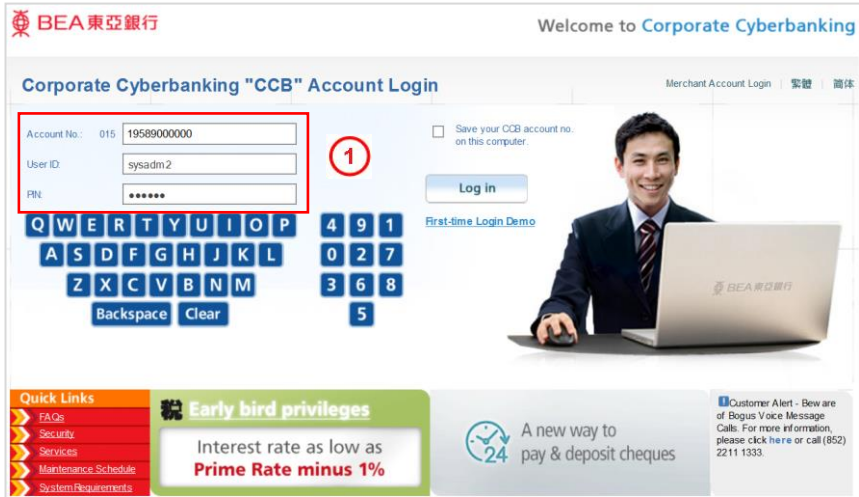 BEA東亞銀行
Welcome to Corporate Cyberbanking
Corporate Cyberbanking "CCB" Account Login
Merchant Account Login | 繁體 | 简体
Account No.: 015 19589000000
User ID: sysadm2
PIN: ••••••
1
Save your CCB account no.
on this computer.
Log in
First-time Login Demo
Q W E R T Y U I O P 4 9 1
A S D F G H J K L 0 2 7
Z X C V B N M 3 6 8
Backspace Clear 5
BEA東亞銀行
Quick Links
FAQs
Security
Services
Maintenance Schedule
System Requirements
稅 Early bird privileges
Interest rate as low as
Prime Rate minus 1%
24
A new way to
pay & deposit cheques
Customer Alert - Beware
of Bogus Voice Message
Calls. For more information,
please click here or call (852)
2211 1333.